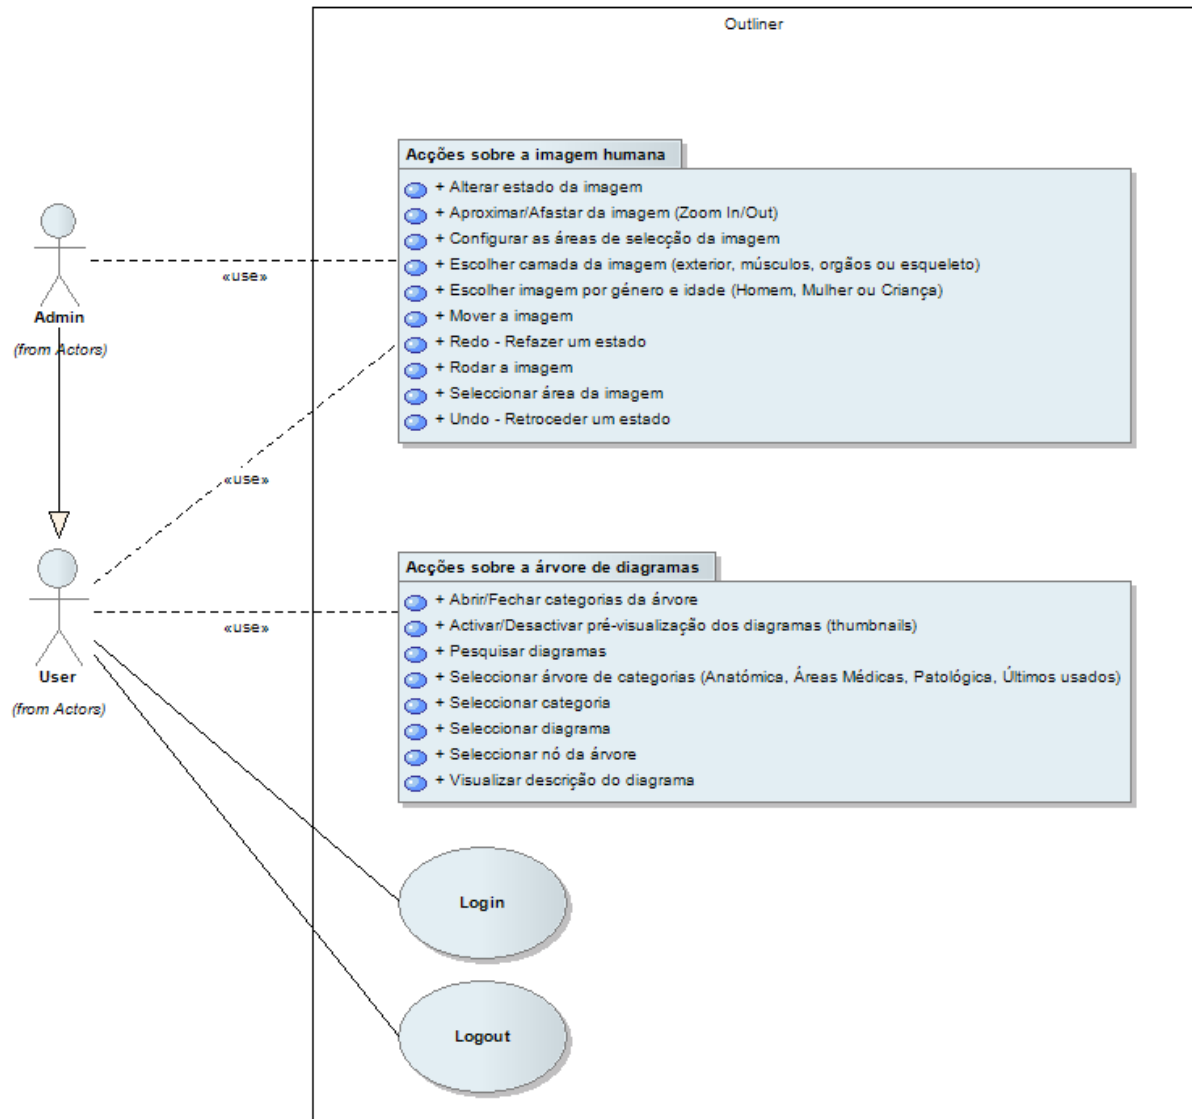 Outliner
Acções sobre a imagem humana
+ Alterar estado da imagem
+ Aproximar/Afastar da imagem (Zoom In/Out)
+ Configurar as áreas de selecção da imagem
+ Escolher camada da imagem (exterior, músculos, orgãos ou esqueleto)
+ Escolher imagem por género e idade (Homem, Mulher ou Criança)
+ Mover a imagem
+ Redo - Refazer um estado
+ Rodar a imagem
+ Seleccionar área da imagem
+ Undo - Retroceder um estado
«use»
Admin
(from Actors)
«use»
Acções sobre a árvore de diagramas
+ Abrir/Fechar categorias da árvore
+ Activar/Desactivar pré-visualização dos diagramas (thumbnails)
+ Pesquisar diagramas
+ Seleccionar árvore de categorias (Anatómica, Áreas Médicas, Patológica, Últimos usados)
+ Seleccionar categoria
+ Seleccionar diagrama
+ Seleccionar nó da árvore
+ Visualizar descrição do diagrama
«use»
User
(from Actors)
Login
Logout